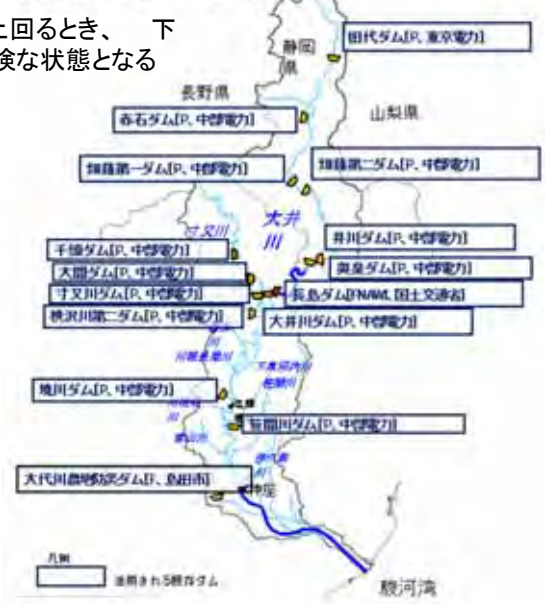 上回るとき、 下
険な状態となる
静岡
県
田代ダム[P、東京電力]
長野県
山梨県
赤石ダム[P、中部電力]
畑薙第一ダム[P、中部電力]
畑薙第二ダム[P、中部電力]
大井
川
寸又川
井川ダム[P、中部電力]
千頭ダム[P、中部電力]
奥泉ダム[P、中部電力]
大間ダム[P、中部電力]
寸又川ダム[P、中部電力]
長島ダム[FNAWI、国土交通省]
横沢川第二ダム[P、中部電力]
大井川ダム[P、中部電力]
境川ダム[P、中部電力]
笹間川ダム[P、中部電力]
大代川農地防災ダム[F、島田市]
神座
凡例
駿河湾